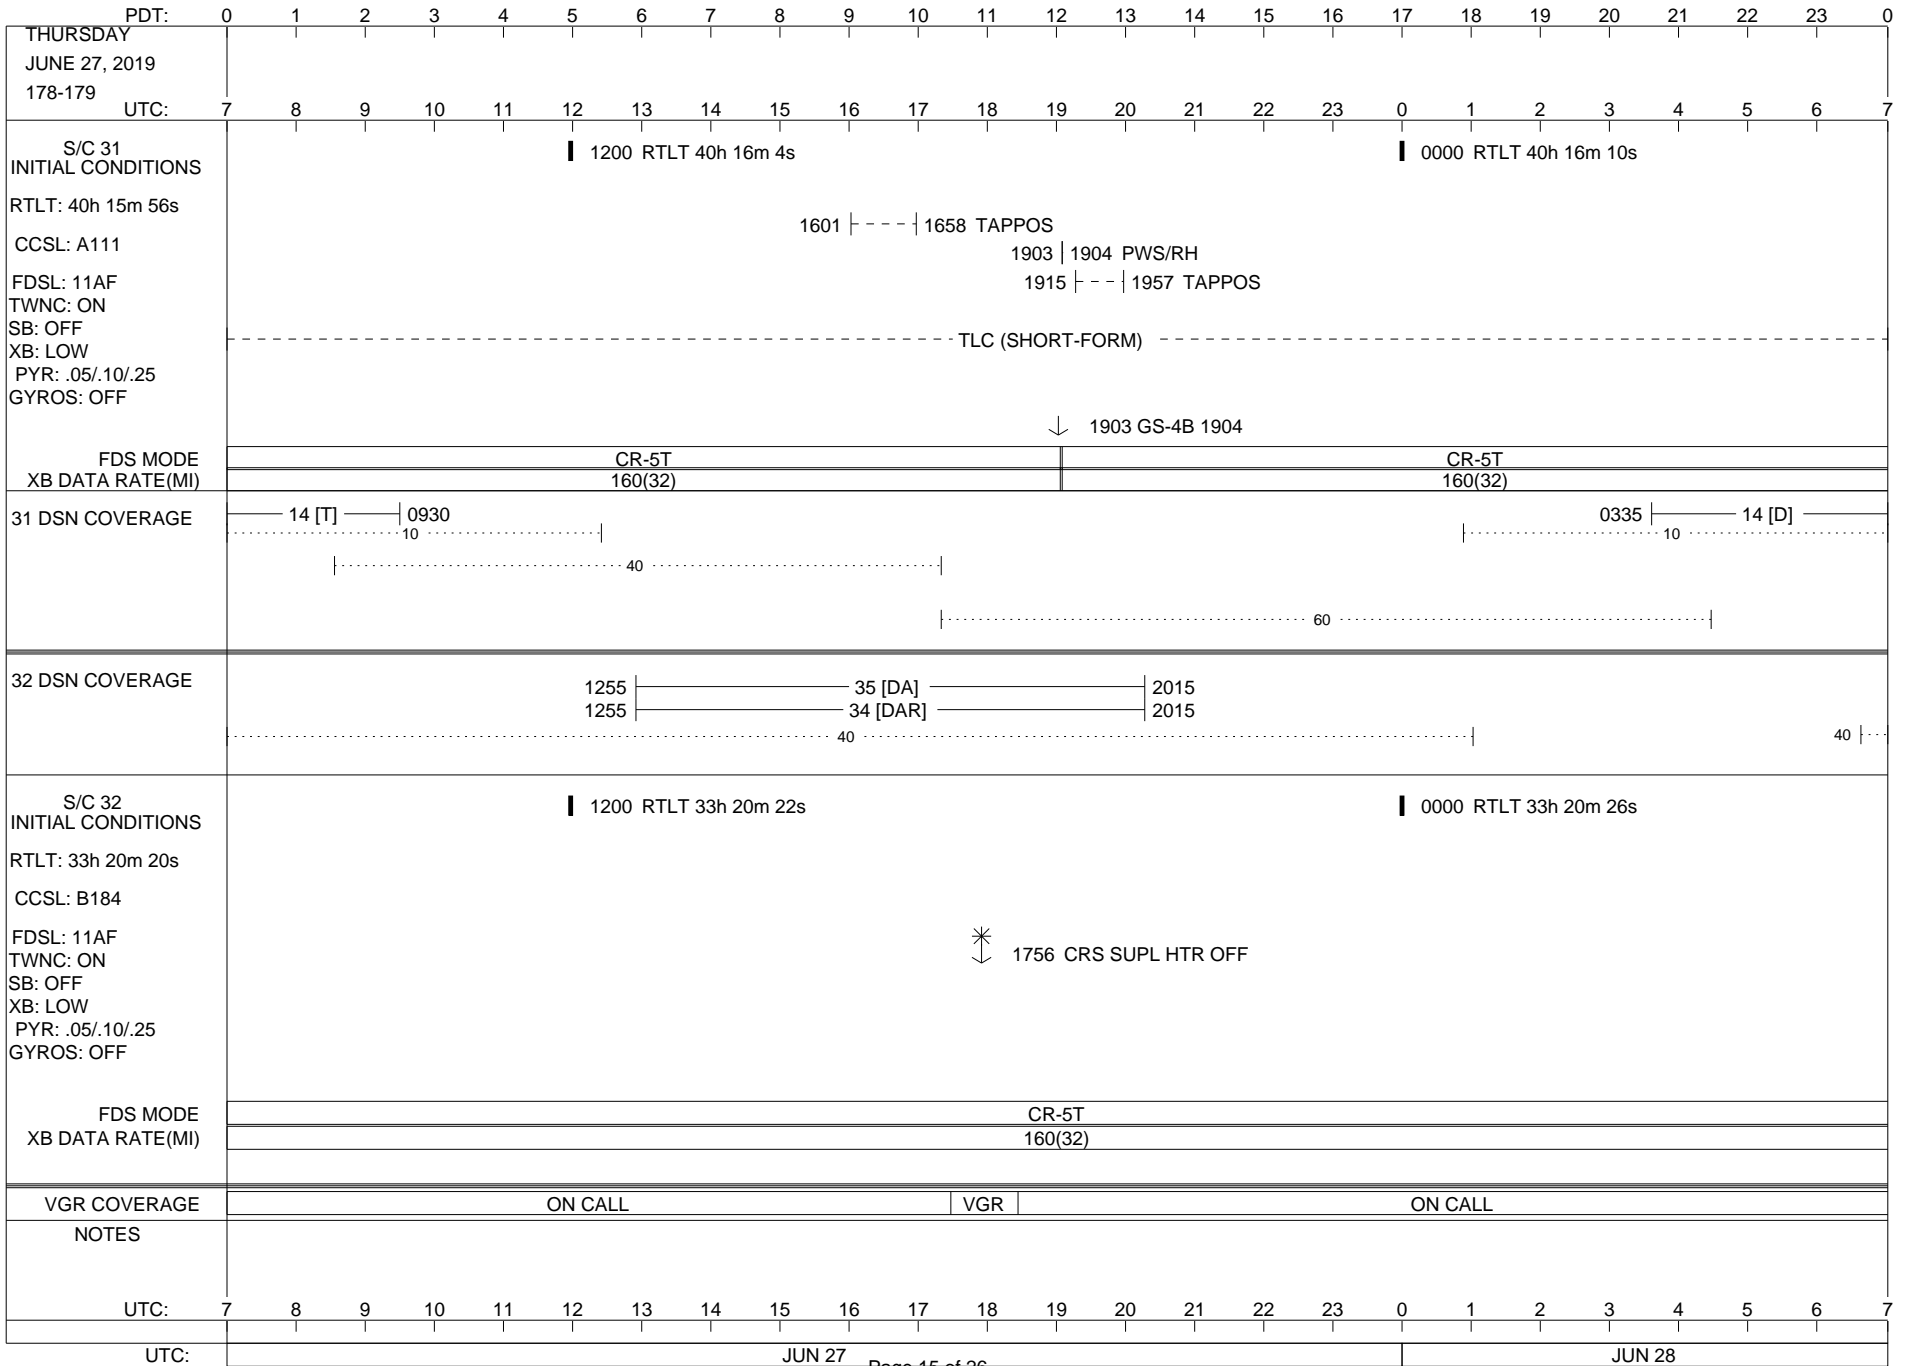 PDT: 0 1 2 3 4 5 6 7 8 9 10 11 12 13 14 15 16 17 18 19 20 21 22 23 0
THURSDAY
JUNE 27, 2019
178-179
UTC: 7 8 9 10 11 12 13 14 15 16 17 18 19 20 21 22 23 0 1 2 3 4 5 6 7
S/C 31
INITIAL CONDITIONS
1200 RTLT 40h 16m 4s
0000 RTLT 40h 16m 10s
RTLT: 40h 15m 56s
1601 1658 TAPPOS
CCSL: A111
1903 1904 PWS/RH
FDSL: 11AF
1915 1957 TAPPOS
TWNC: ON
SB: OFF
TLC (SHORT-FORM)
XB: LOW
PYR: .05/.10/.25
GYROS: OFF
1903 GS-4B 1904
FDS MODE CR-5T CR-5T
XB DATA RATE(MI) 160(32) 160(32)
31 DSN COVERAGE
14 [T] 0930
0335 14 [D]
10 10
40
60
32 DSN COVERAGE
1255 35 [DA] 2015
1255 34 [DAR] 2015
40 40
S/C 32
INITIAL CONDITIONS
1200 RTLT 33h 20m 22s
0000 RTLT 33h 20m 26s
RTLT: 33h 20m 20s
CCSL: B184
FDSL: 11AF
1756 CRS SUPL HTR OFF
TWNC: ON
SB: OFF
XB: LOW
PYR: .05/.10/.25
GYROS: OFF
FDS MODE CR-5T
XB DATA RATE(MI) 160(32)
VGR COVERAGE ON CALL VGR ON CALL
NOTES
UTC: 7 8 9 10 11 12 13 14 15 16 17 18 19 20 21 22 23 0 1 2 3 4 5 6 7
UTC: JUN 27 JUN 28
Page 15 of 26